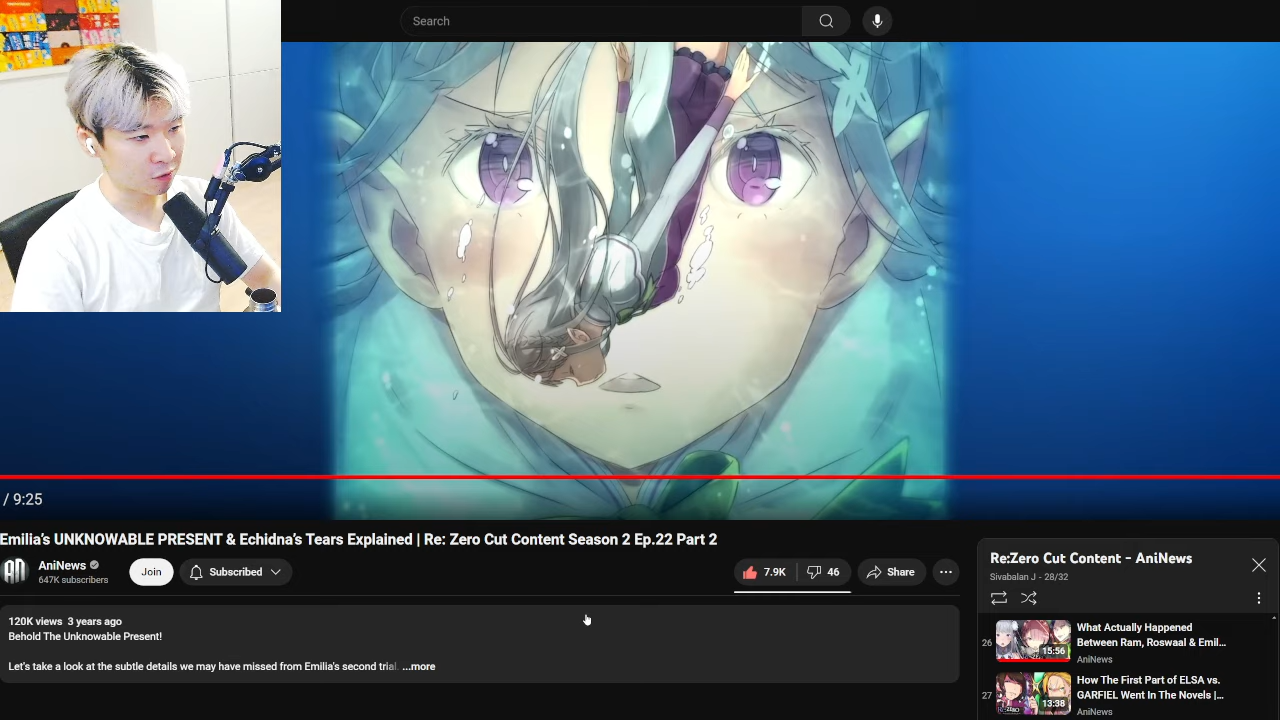 Search
/ 9:25
Emilia's UNKNOWABLE PRESENT & Echidna's Tears Explained | Re: Zero Cut Content Season 2 Ep.22 Part 2
AN
AniNews
647K subscribers
Join
Subscribed
7.9K
46
Share
120K views 3 years ago
Behold The Unknowable Present!
Let's take a look at the subtle details we may have missed from Emilia's second trial. ...more
Re:Zero Cut Content - AniNews
Sivabalan J - 28/32
26
15:56
What Actually Happened
Between Ram, Roswaal & Emil...
AniNews
27
13:38
How The First Part of ELSA vs.
GARFIEL Went In The Novels |...
AniNews